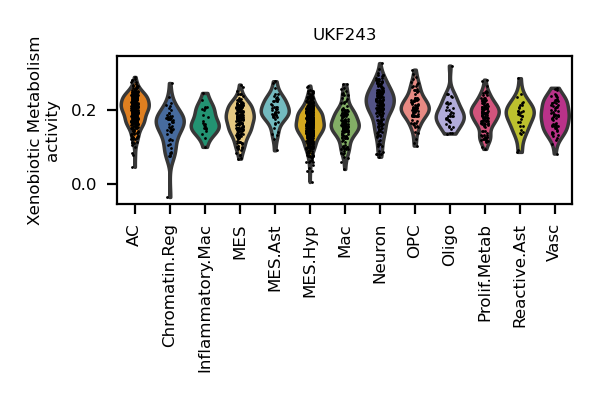 UKF243
Xenobiotic Metabolism
activity
0.2
0.0
AC
Chromatin.Reg
Inflammatory.Mac
MES
MES.Ast
MES.Hyp
Mac
Neuron
OPC
Oligo
Prolif.Metab
Reactive.Ast
Vasc